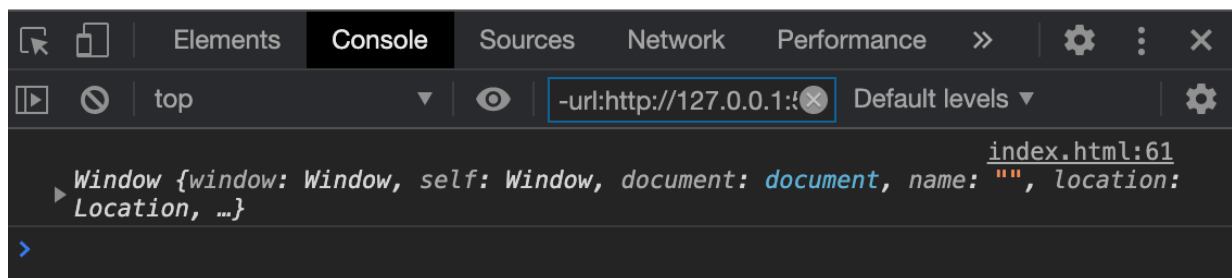 Elements Console Sources Network Performance »
top ▼ -url:http://127.0.0.1: Default levels ▼
index.html:61
Window {window: Window, self: Window, document: document, name: "", location:
Location, …}
>